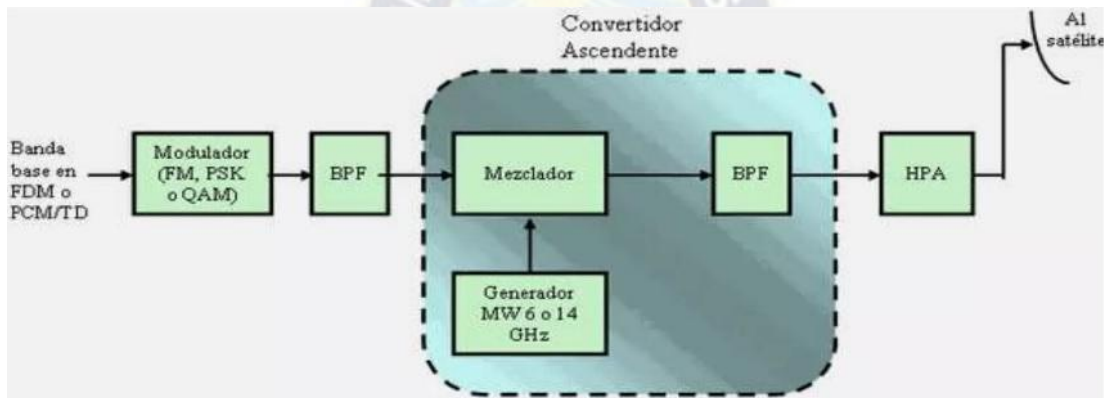 Convertidor
Ascendente
Al
satélite
Banda
base en
FDM o
PCM/TD
Modulador
(FM, PSK
o QAM)
BPF
Mezclador
BPF
HPA
Generador
MW 6 o 14
GHz